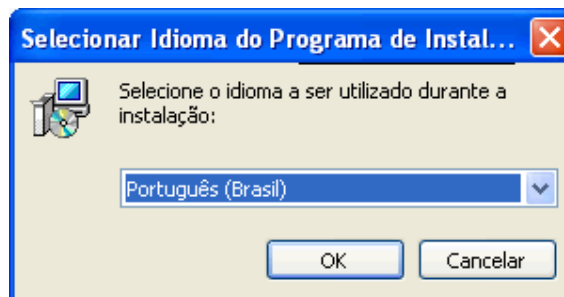 Selecionar Idioma do Programa de Instal...
Selecione o idioma a ser utilizado durante a
instalação:
Português (Brasil)
OK
Cancelar